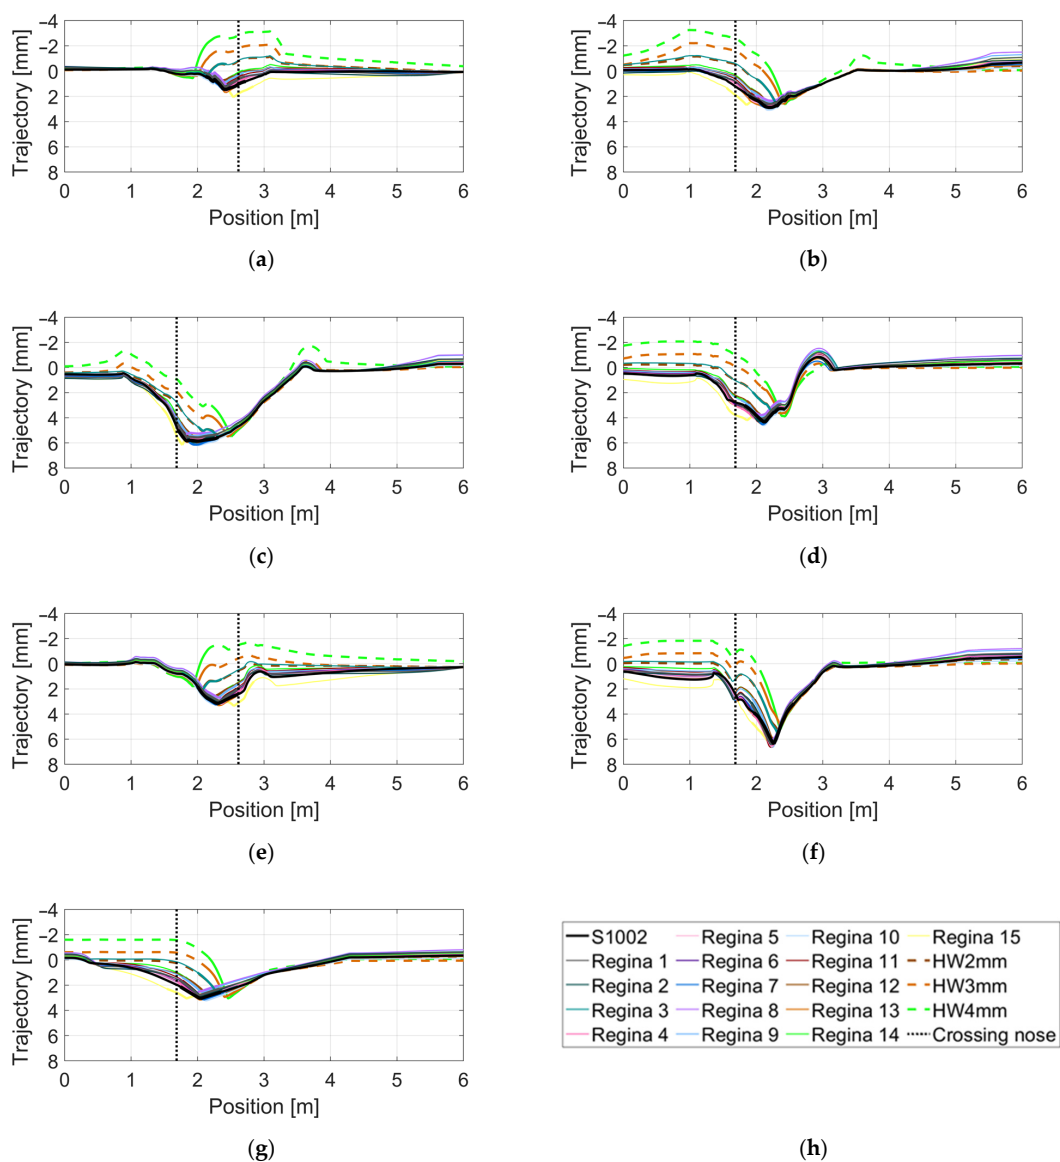 −4
−2
0
2
4
6
8
Trajectory [mm]
0 1 2 3 4 5 6
Position [m]
(a)
−4
−2
0
2
4
6
8
Trajectory [mm]
0 1 2 3 4 5 6
Position [m]
(b)
−4
−2
0
2
4
6
8
Trajectory [mm]
0 1 2 3 4 5 6
Position [m]
(c)
−4
−2
0
2
4
6
8
Trajectory [mm]
0 1 2 3 4 5 6
Position [m]
(d)
−4
−2
0
2
4
6
8
Trajectory [mm]
0 1 2 3 4 5 6
Position [m]
(e)
−4
−2
0
2
4
6
8
Trajectory [mm]
0 1 2 3 4 5 6
Position [m]
(f)
−4
−2
0
2
4
6
8
Trajectory [mm]
0 1 2 3 4 5 6
Position [m]
(g)
S1002 Regina 5 Regina 10 Regina 15
Regina 1 Regina 6 Regina 11 HW2mm
Regina 2 Regina 7 Regina 12 HW3mm
Regina 3 Regina 8 Regina 13 HW4mm
Regina 4 Regina 9 Regina 14 Crossing nose
(h)